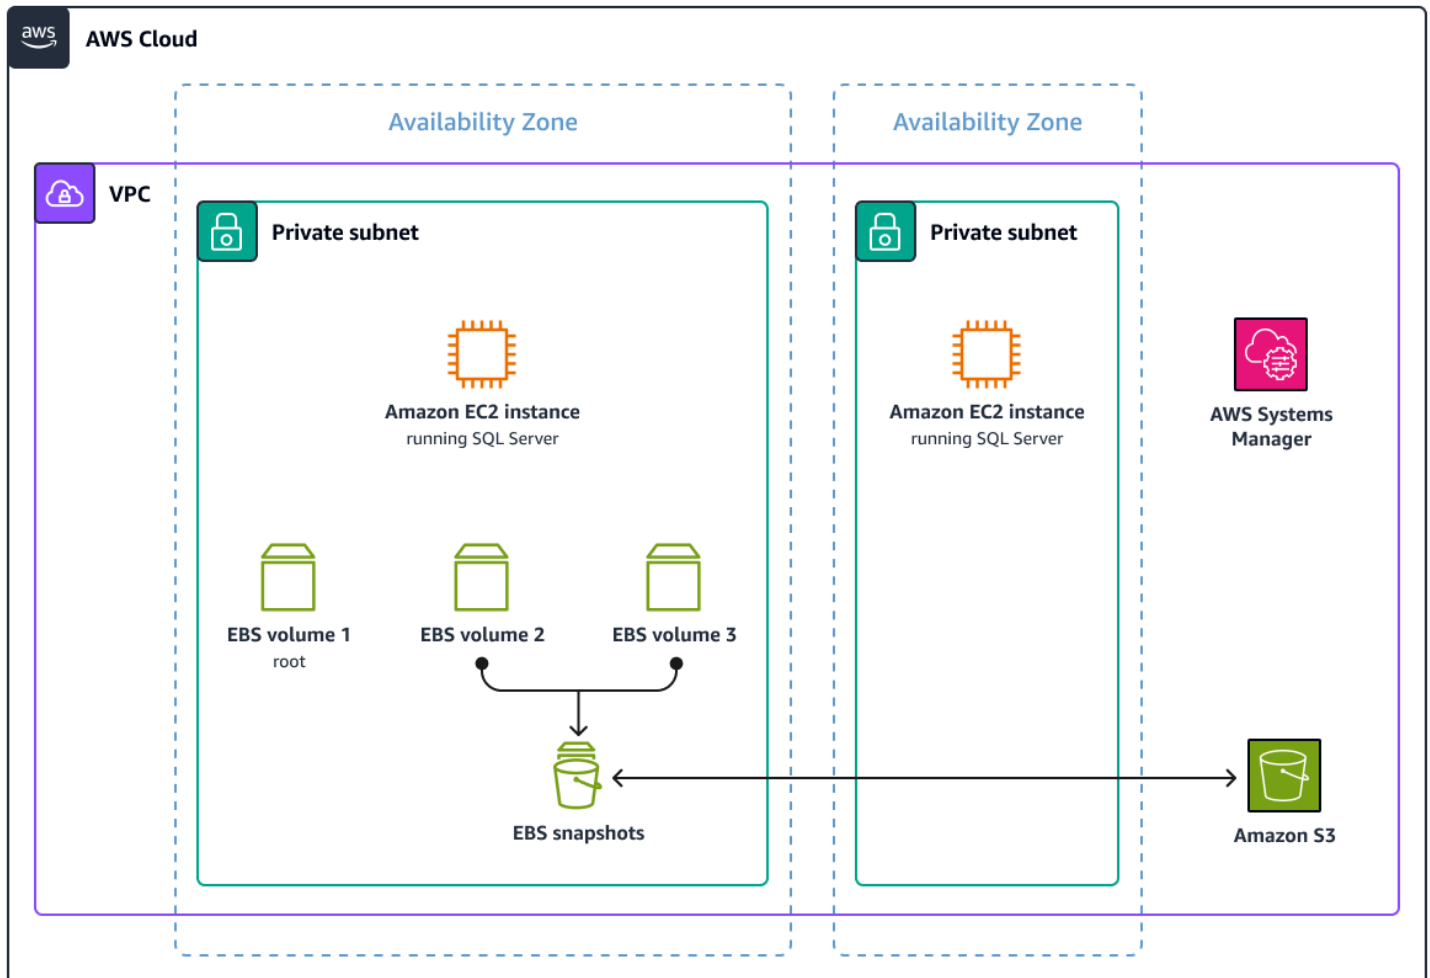 aws
AWS Cloud
Availability Zone
Availability Zone
VPC
Private subnet
Private subnet
Amazon EC2 instance
running SQL Server
Amazon EC2 instance
running SQL Server
AWS Systems
Manager
EBS volume 1
root
EBS volume 2
EBS volume 3
EBS snapshots
Amazon S3